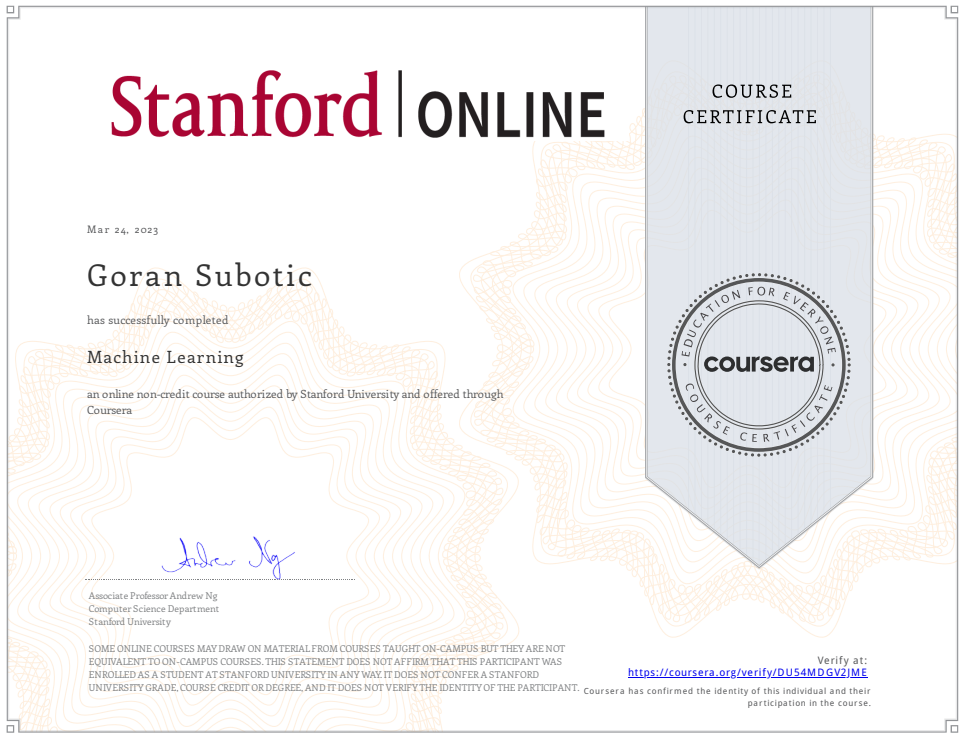 Stanford | ONLINE
COURSE
CERTIFICATE
Mar 24, 2023
Goran Subotic
has successfully completed
Machine Learning
an online non-credit course authorized by Stanford University and offered through
Coursera
EDUCATION FOR EVERYONE
coursera
COURSE CERTIFICATE
Andrew Ng
Associate Professor Andrew Ng
Computer Science Department
Stanford University
SOME ONLINE COURSES MAY DRAW ON MATERIAL FROM COURSES TAUGHT ON-CAMPUS BUT THEY ARE NOT
EQUIVALENT TO ON-CAMPUS COURSES. THIS STATEMENT DOES NOT AFFIRM THAT THIS PARTICIPANT WAS
ENROLLED AS A STUDENT AT STANFORD UNIVERSITY IN ANY WAY. IT DOES NOT CONFER A STANFORD
UNIVERSITY GRADE, COURSE CREDIT OR DEGREE, AND IT DOES NOT VERIFY THE IDENTITY OF THE PARTICIPANT.
Verify at:
https://coursera.org/verify/DU54MDGV2JME
Coursera has confirmed the identity of this individual and their
participation in the course.